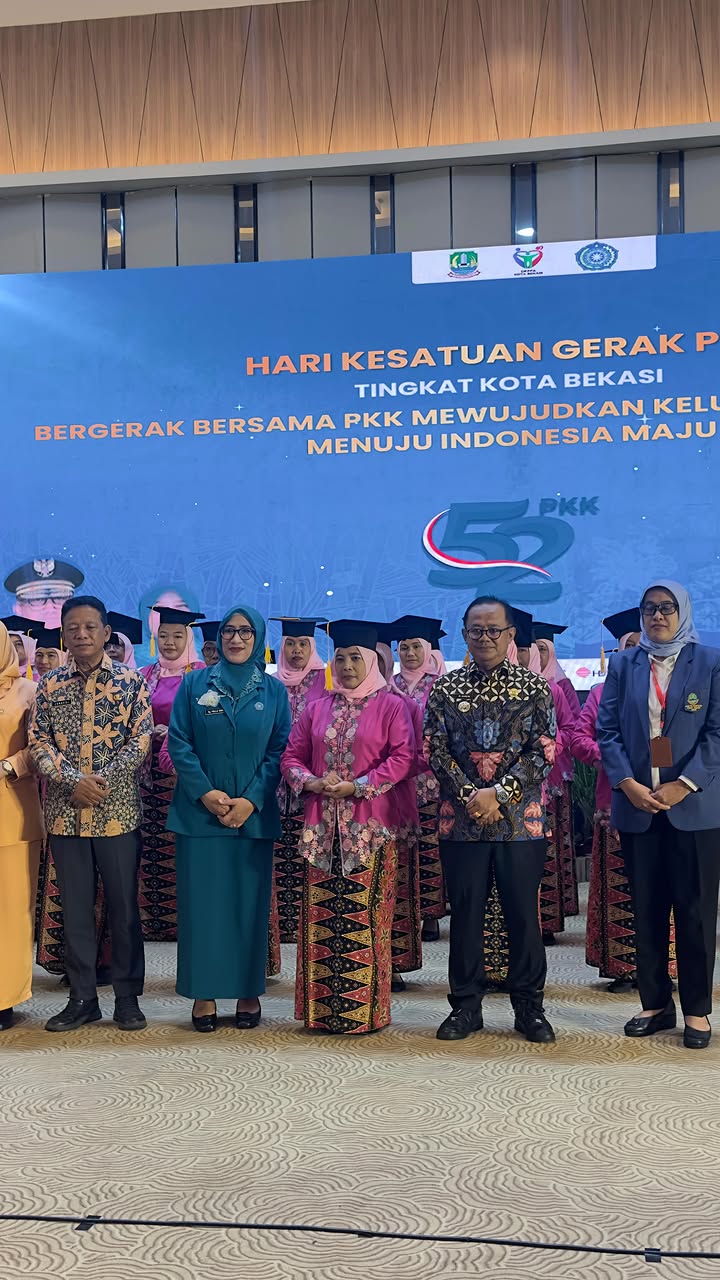 HARI KESATUAN GERAK P
TINGKAT KOTA BEKASI
BERGERAK BERSAMA PKK MEWUJUDKAN KELU
MENUJU INDONESIA MAJU
52 PKK